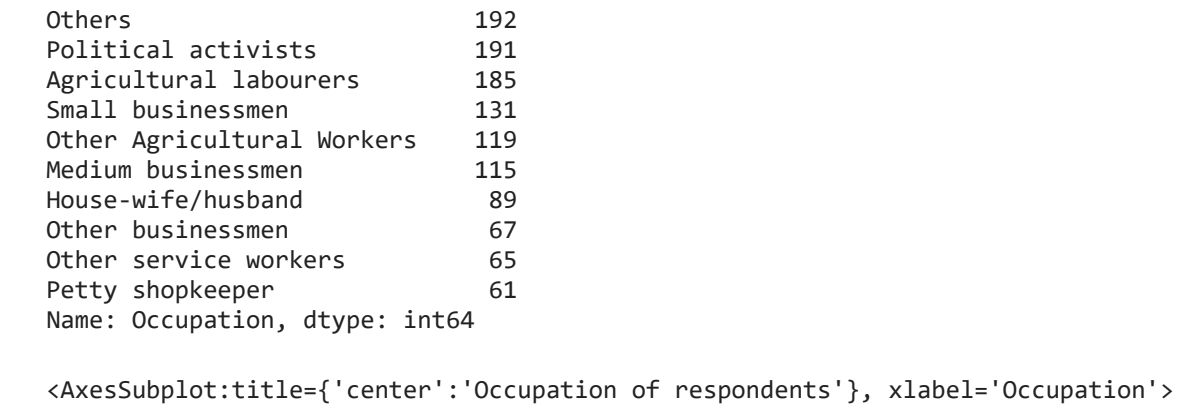 Others 192
Political activists 191
Agricultural labourers 185
Small businessmen 131
Other Agricultural Workers 119
Medium businessmen 115
House-wife/husband 89
Other businessmen 67
Other service workers 65
Petty shopkeeper 61
Name: Occupation, dtype: int64
<AxesSubplot:title={'center':'Occupation of respondents'}, xlabel='Occupation'>